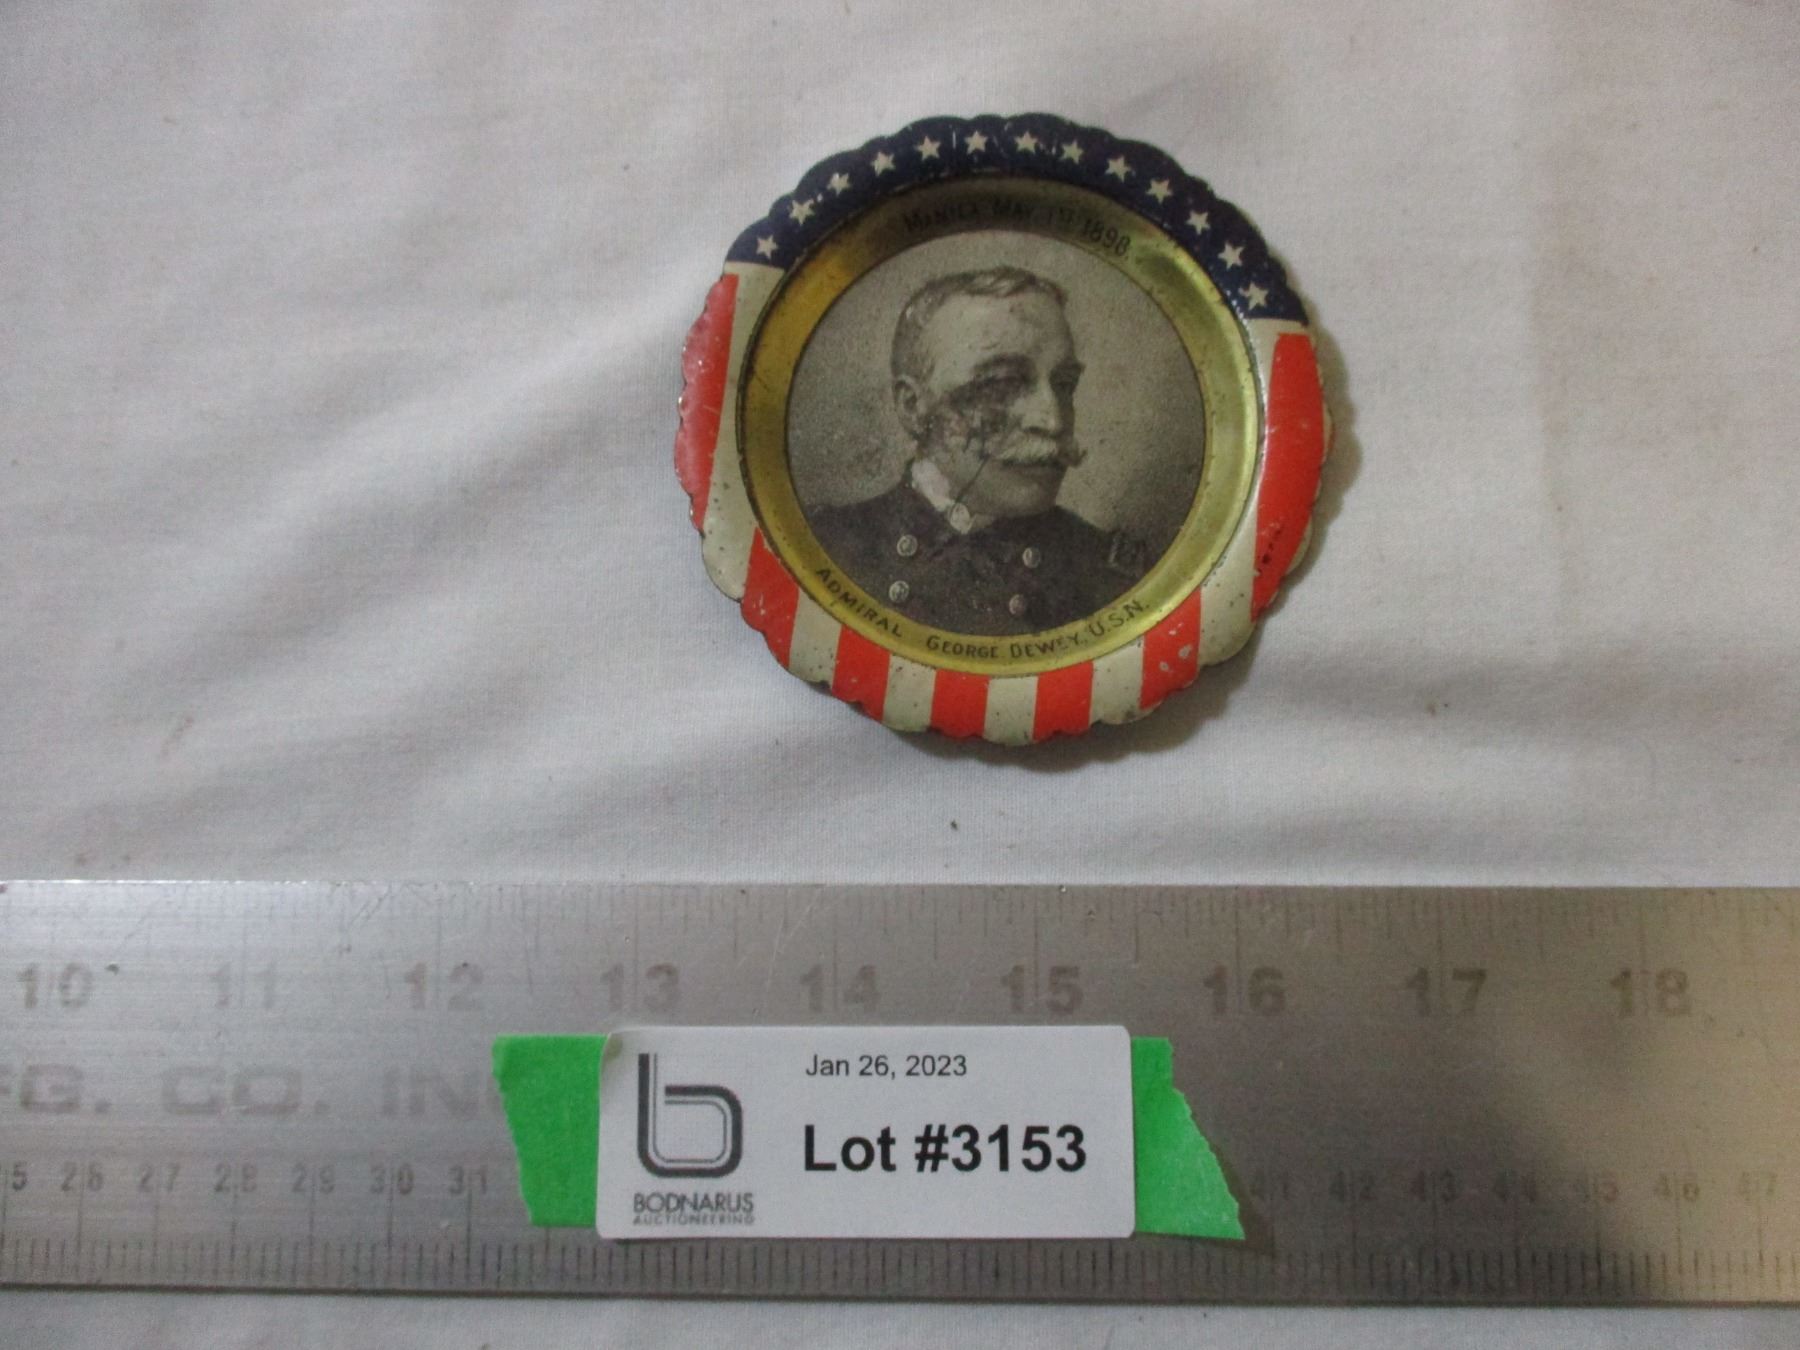 MANILA MAY 1ST 1898.
ADMIRAL GEORGE DEWEY, U.S.N.
10 11 12 13 14 15 16 17 18
FG. CO. IN
Jan 26, 2023
Lot #3153
BODNARUS
AUCTIONEERING
5 26 27 28 29 30 31 41 42 43 44 45 46 47